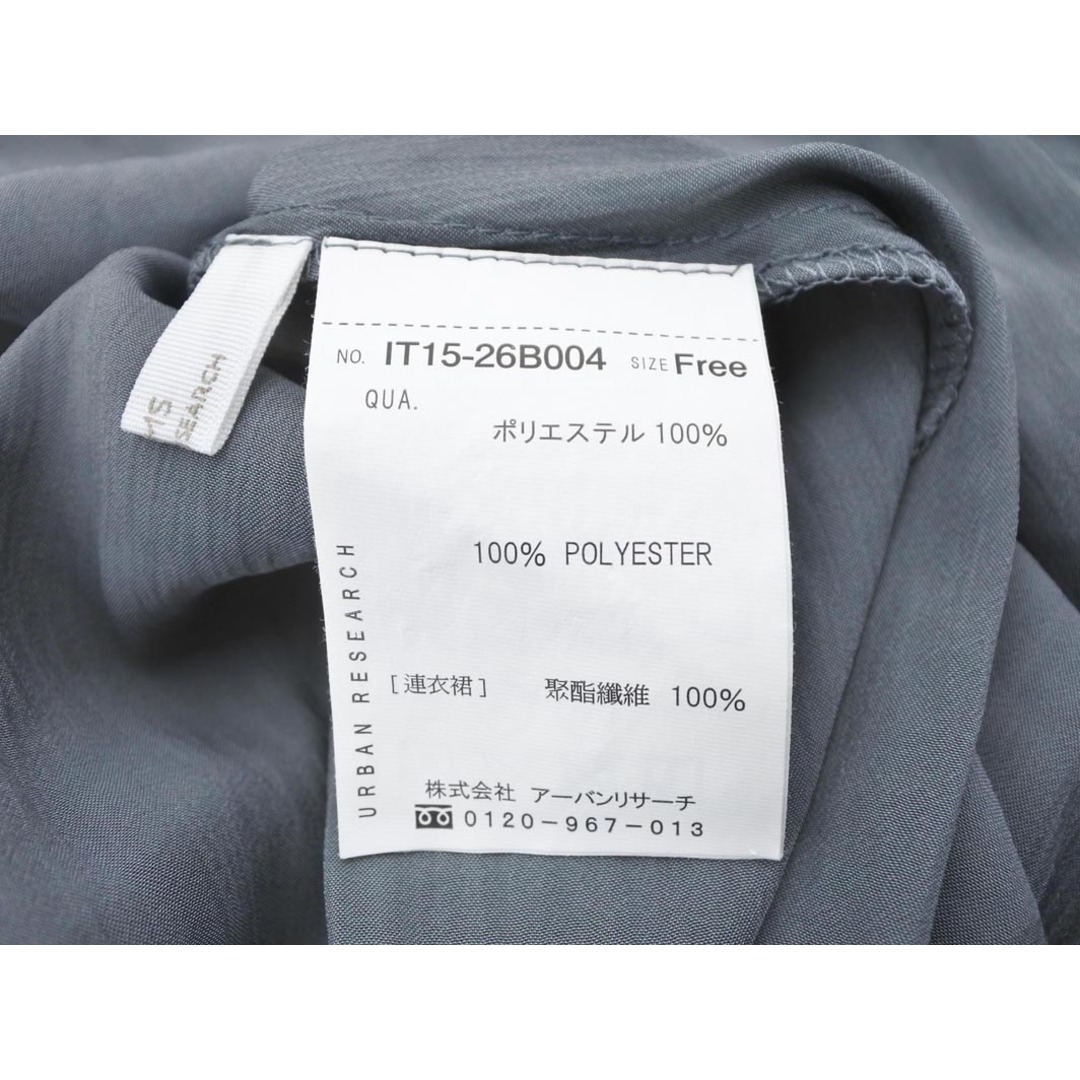 NO. IT15-26B004 SIZE Free
QUA.
ポリエステル 100%
100% POLYESTER
[連衣裙] 聚酯纖維 100%
株式会社 アーバンリサーチ
0120-967-013
URBAN RESEARCH